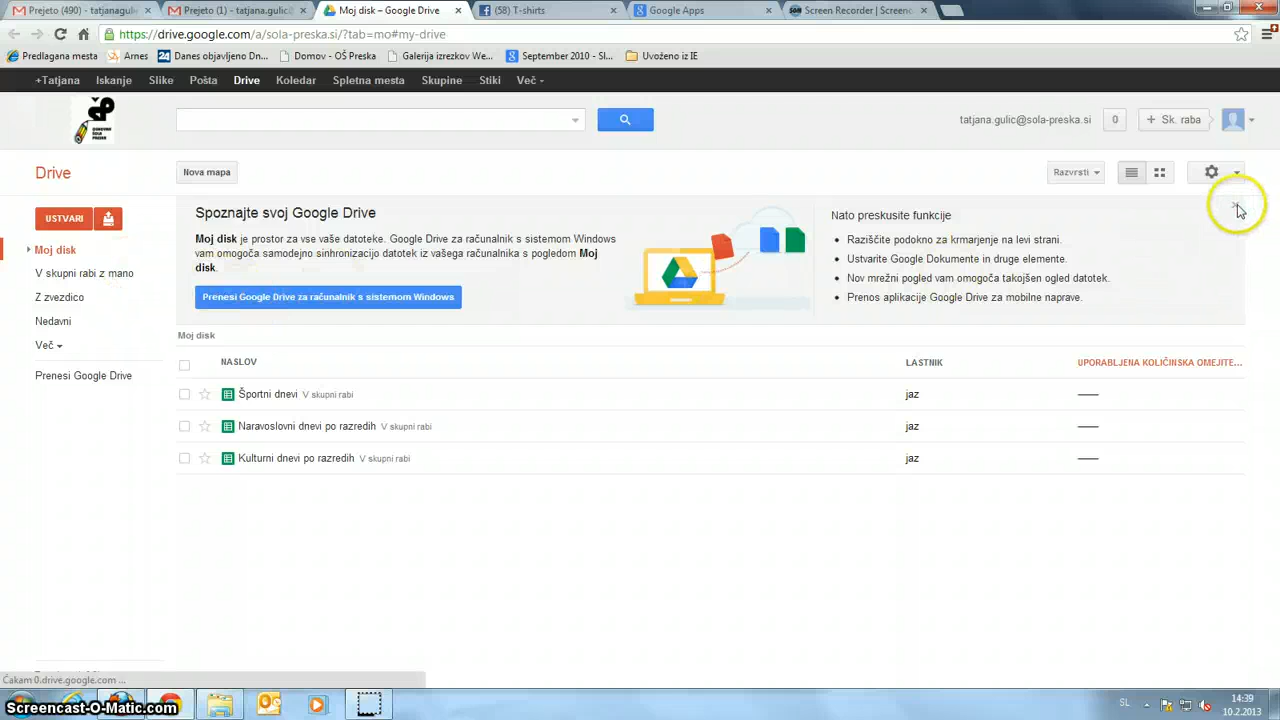 Prejeto (490) - tatjanagul
Prejeto (1) - tatjana.gulic@
Moj disk – Google Drive
(58) T-shirts
Google Apps
Screen Recorder | Screen
https://drive.google.com/a/sola-preska.si/?tab=mo#my-drive
Predlagana mesta
Arnes
24 Danes objavljeno Dn...
Domov - OŠ Preska
Galerija izrezkov We...
September 2010 - Sl...
Uvoženo iz IE
+Tatjana
Iskanje
Slike
Pošta
Drive
Koledar
Spletna mesta
Skupine
Stiki
Več
tatjana.gulic@sola-preska.si
0
+ Sk. raba
Drive
Nova mapa
Razvrsti
USTVARI
Moj disk
V skupni rabi z mano
Z zvezdico
Nedavni
Več
Prenesi Google Drive
Spoznajte svoj Google Drive
Moj disk je prostor za vse vaše datoteke. Google Drive za računalnik s sistemom Windows
vam omogoča samodejno sinhronizacijo datotek iz vašega računalnika s pogledom Moj
disk.
Prenesi Google Drive za računalnik s sistemom Windows
Nato preskusite funkcije
Raziščite podokno za krmarjenje na levi strani.
Ustvarite Google Dokumente in druge elemente.
Nov mrežni pogled vam omogoča takojšen ogled datotek.
Prenos aplikacije Google Drive za mobilne naprave.
Moj disk
NASLOV
LASTNIK
UPORABLJENA KOLIČINSKA OMEJITE...
Športni dnevi V skupni rabi
jaz
Naravoslovni dnevi po razredih V skupni rabi
jaz
Kulturni dnevi po razredih V skupni rabi
jaz
Čakam 0.drive.google.com ...
Screencast-O-Matic.com
SL
14:39
10.2.2013